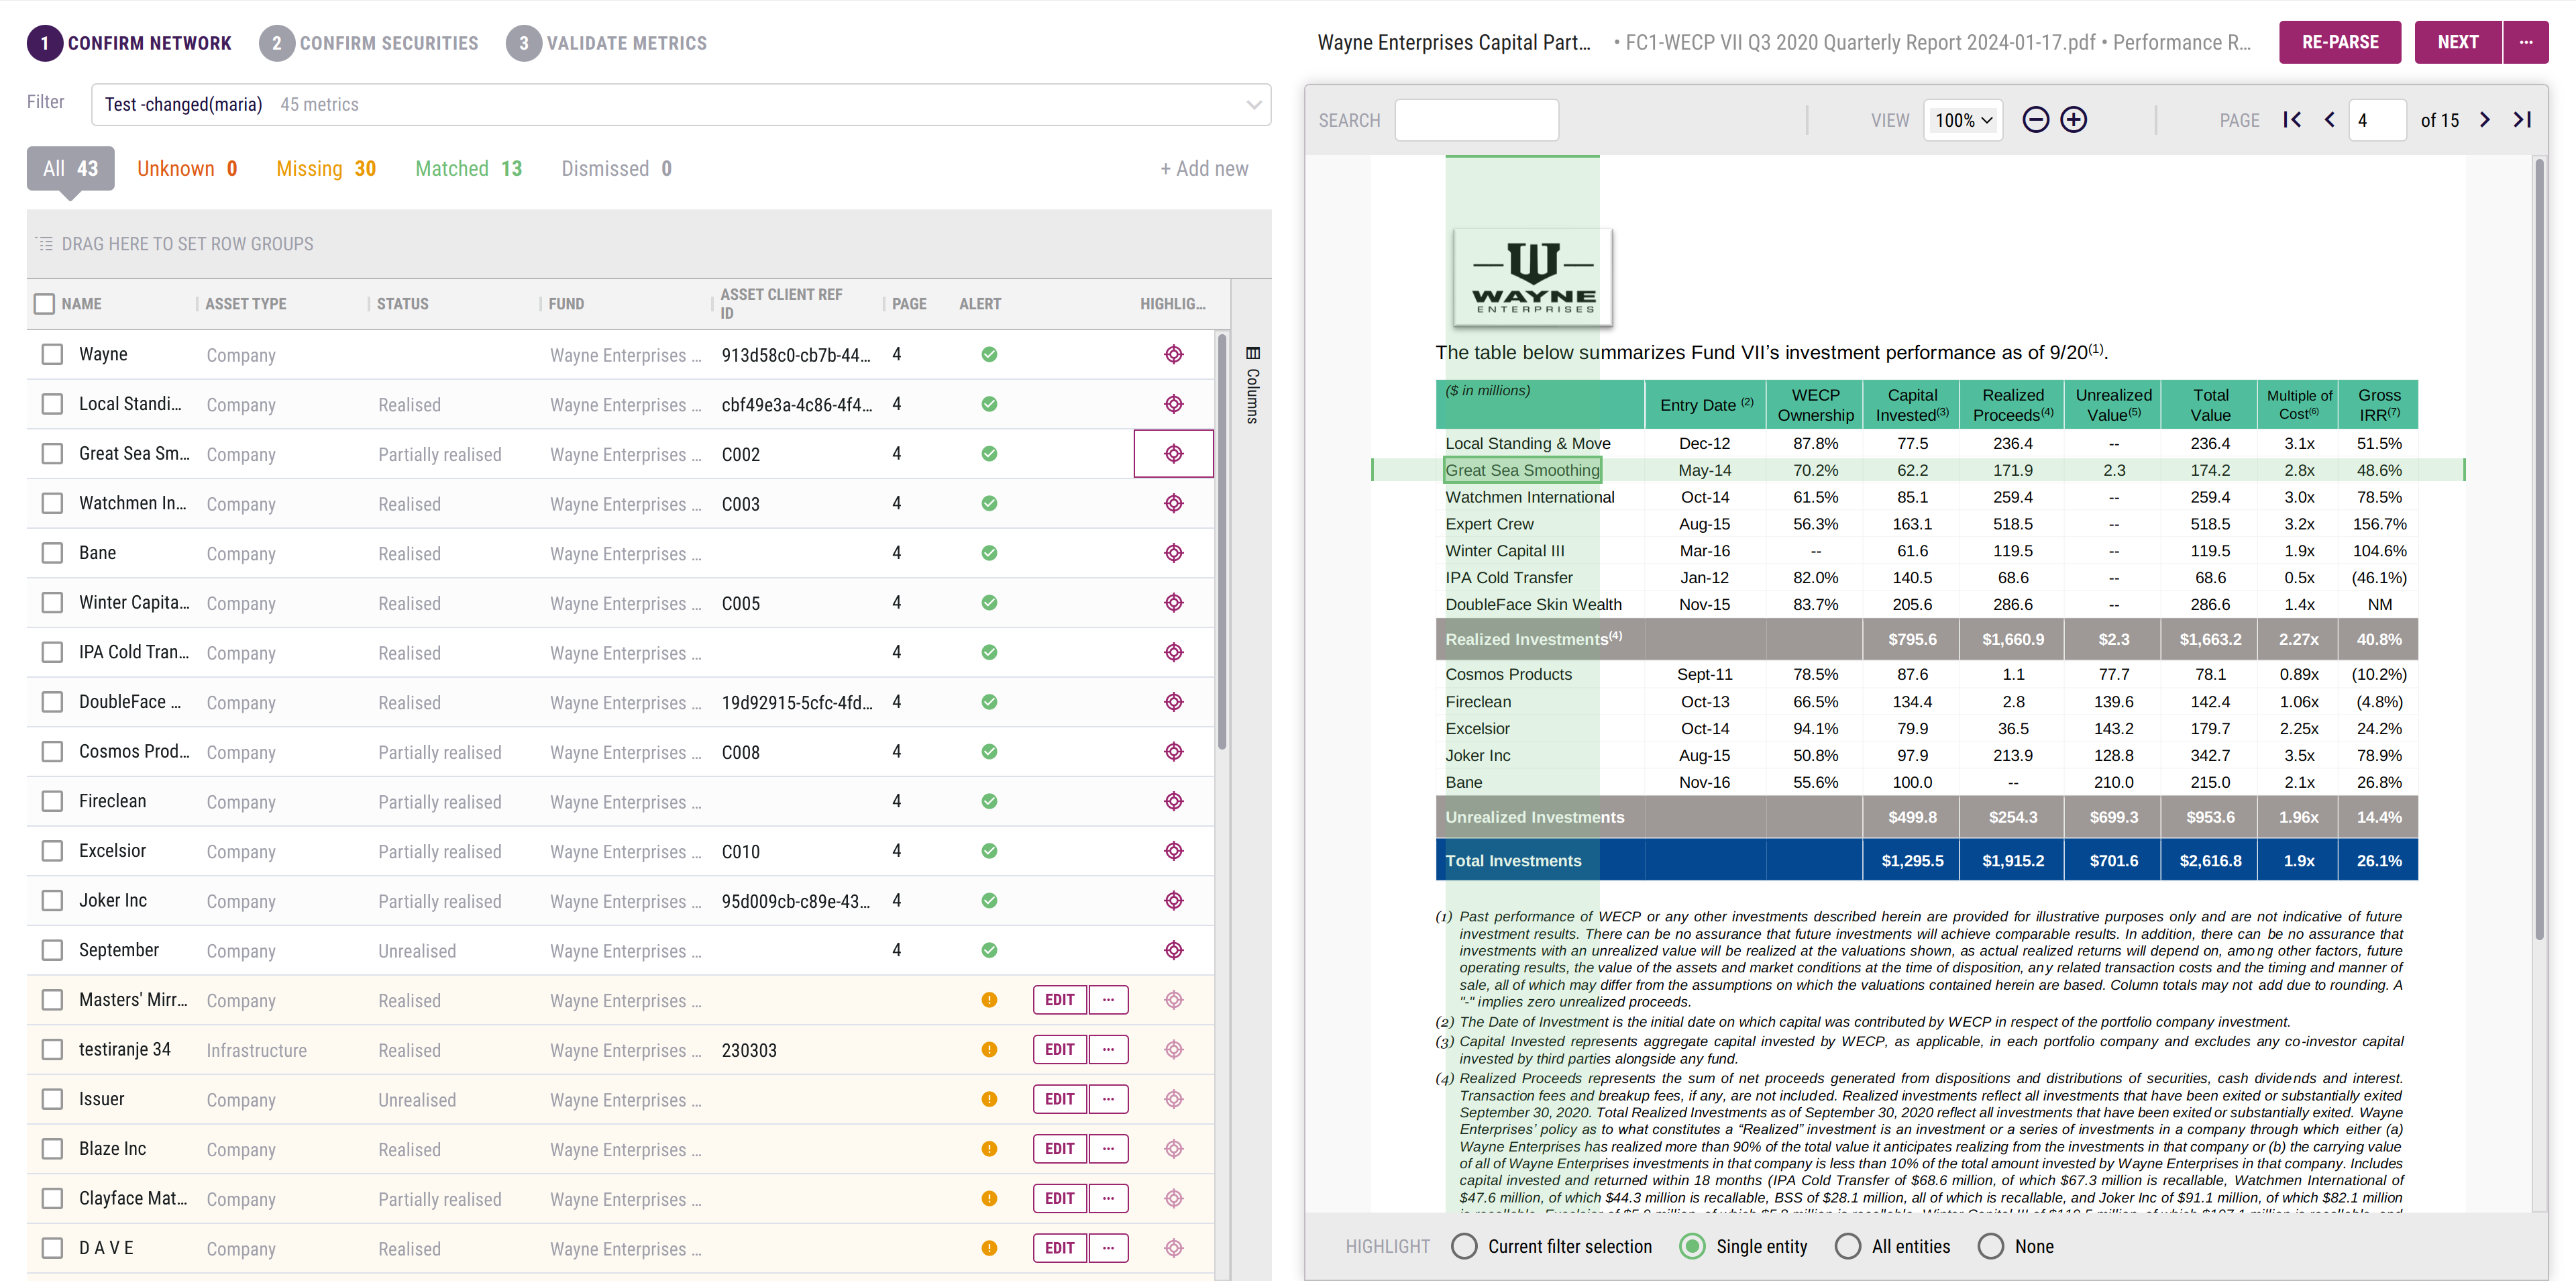 1 CONFIRM NETWORK 2 CONFIRM SECURITIES 3 VALIDATE METRICS
Filter Test -changed(maria) 45 metrics
All 43 Unknown 0 Missing 30 Matched 13 Dismissed 0 + Add new
DRAG HERE TO SET ROW GROUPS
NAME ASSET TYPE STATUS FUND ASSET CLIENT REF ID PAGE ALERT HIGHLIG...
Columns
Wayne Company Wayne Enterprises ... 913d58c0-cb7b-44... 4
Local Standi... Company Realised Wayne Enterprises ... cbf49e3a-4c86-4f4... 4
Great Sea Sm... Company Partially realised Wayne Enterprises ... C002 4
Watchmen In... Company Realised Wayne Enterprises ... C003 4
Bane Company Realised Wayne Enterprises ... 4
Winter Capita... Company Realised Wayne Enterprises ... C005 4
IPA Cold Tran... Company Realised Wayne Enterprises ... 4
DoubleFace ... Company Realised Wayne Enterprises ... 19d92915-5cfc-4fd... 4
Cosmos Prod... Company Partially realised Wayne Enterprises ... C008 4
Fireclean Company Partially realised Wayne Enterprises ... 4
Excelsior Company Partially realised Wayne Enterprises ... C010 4
Joker Inc Company Partially realised Wayne Enterprises ... 95d009cb-c89e-43... 4
September Company Unrealised Wayne Enterprises ... 4
Masters' Mirr... Company Realised Wayne Enterprises ... EDIT ...
testiranje 34 Infrastructure Realised Wayne Enterprises ... 230303 EDIT ...
Issuer Company Unrealised Wayne Enterprises ... EDIT ...
Blaze Inc Company Realised Wayne Enterprises ... EDIT ...
Clayface Mat... Company Partially realised Wayne Enterprises ... EDIT ...
D A V E Company Realised Wayne Enterprises ... EDIT ...
Wayne Enterprises Capital Part... • FC1-WECP VII Q3 2020 Quarterly Report 2024-01-17.pdf • Performance R... RE-PARSE NEXT ...
SEARCH VIEW 100% PAGE 4 of 15
WAYNE
ENTERPRISES
The table below summarizes Fund VII's investment performance as of 9/20(1).
($ in millions) Entry Date (2) WECP Ownership Capital Invested(3) Realized Proceeds(4) Unrealized Value(5) Total Value Multiple of Cost(6) Gross IRR(7)
Local Standing & Move Dec-12 87.8% 77.5 236.4 -- 236.4 3.1x 51.5%
Great Sea Smoothing May-14 70.2% 62.2 171.9 2.3 174.2 2.8x 48.6%
Watchmen International Oct-14 61.5% 85.1 259.4 -- 259.4 3.0x 78.5%
Expert Crew Aug-15 56.3% 163.1 518.5 -- 518.5 3.2x 156.7%
Winter Capital III Mar-16 -- 61.6 119.5 -- 119.5 1.9x 104.6%
IPA Cold Transfer Jan-12 82.0% 140.5 68.6 -- 68.6 0.5x (46.1%)
DoubleFace Skin Wealth Nov-15 83.7% 205.6 286.6 -- 286.6 1.4x NM
Realized Investments(4) $795.6 $1,660.9 $2.3 $1,663.2 2.27x 40.8%
Cosmos Products Sept-11 78.5% 87.6 1.1 77.7 78.1 0.89x (10.2%)
Fireclean Oct-13 66.5% 134.4 2.8 139.6 142.4 1.06x (4.8%)
Excelsior Oct-14 94.1% 79.9 36.5 143.2 179.7 2.25x 24.2%
Joker Inc Aug-15 50.8% 97.9 213.9 128.8 342.7 3.5x 78.9%
Bane Nov-16 55.6% 100.0 -- 210.0 215.0 2.1x 26.8%
Unrealized Investments $499.8 $254.3 $699.3 $953.6 1.96x 14.4%
Total Investments $1,295.5 $1,915.2 $701.6 $2,616.8 1.9x 26.1%
(1) Past performance of WECP or any other investments described herein are provided for illustrative purposes only and are not indicative of future
investment results. There can be no assurance that future investments will achieve comparable results. In addition, there can be no assurance that
investments with an unrealized value will be realized at the valuations shown, as actual realized returns will depend on, among other factors, future
operating results, the value of the assets and market conditions at the time of disposition, any related transaction costs and the timing and manner of
sale, all of which may differ from the assumptions on which the valuations contained herein are based. Column totals may not add due to rounding. A
"-" implies zero unrealized proceeds.
(2) The Date of Investment is the initial date on which capital was contributed by WECP in respect of the portfolio company investment.
(3) Capital Invested represents aggregate capital invested by WECP, as applicable, in each portfolio company and excludes any co-investor capital
invested by third parties alongside any fund.
(4) Realized Proceeds represents the sum of net proceeds generated from dispositions and distributions of securities, cash dividends and interest.
Transaction fees and breakup fees, if any, are not included. Realized investments reflect all investments that have been exited or substantially exited
September 30, 2020. Total Realized Investments as of September 30, 2020 reflect all investments that have been exited or substantially exited. Wayne
Enterprises' policy as to what constitutes a "Realized" investment is an investment or a series of investments in a company through which either (a)
Wayne Enterprises has realized more than 90% of the total value it anticipates realizing from the investments in that company or (b) the carrying value
of all of Wayne Enterprises investments in that company is less than 10% of the total amount invested by Wayne Enterprises in that company. Includes
capital invested and returned within 18 months (IPA Cold Transfer of $68.6 million, of which $67.3 million is recallable, Watchmen International of
$47.6 million, of which $44.3 million is recallable, BSS of $28.1 million, all of which is recallable, and Joker Inc of $91.1 million, of which $82.1 million
HIGHLIGHT Current filter selection Single entity All entities None